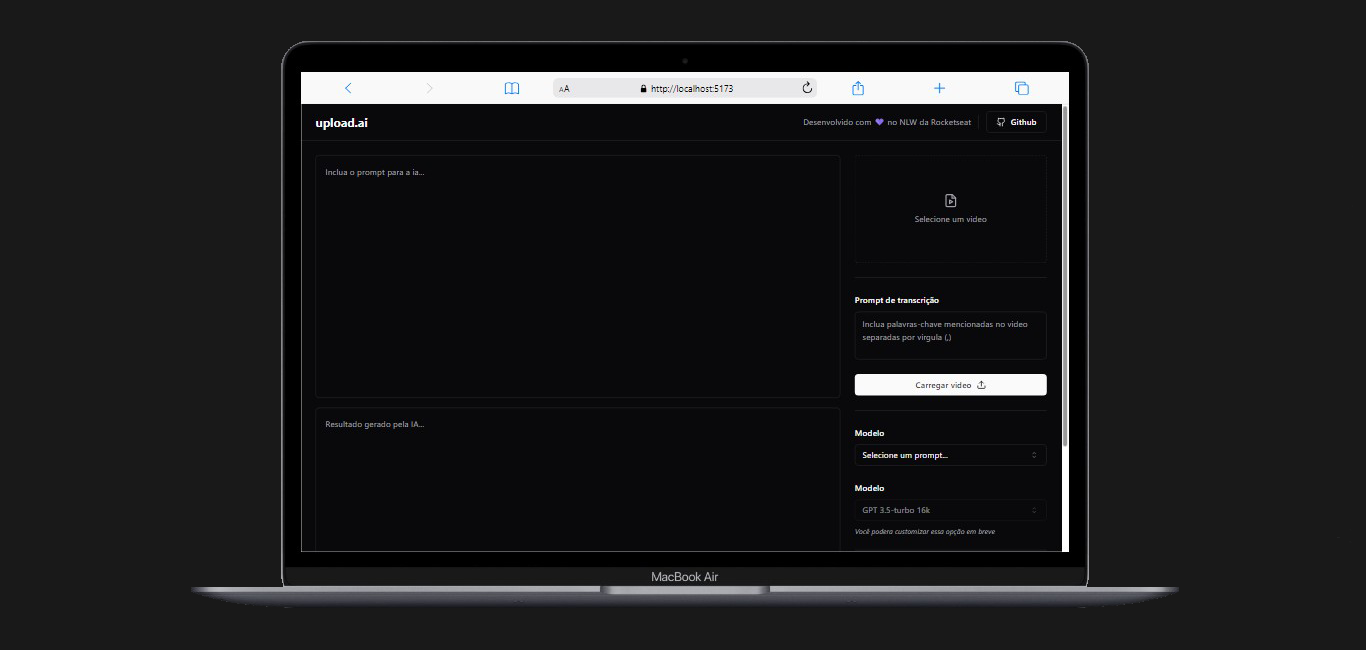 AA http://localhost:5173
upload.ai
Desenvolvido com 💜 no NLW da Rocketseat
Github
Inclua o prompt para a ia...
Selecione um video
Prompt de transcrição
Inclua palavras-chave mencionadas no video
separadas por virgula (,)
Carregar video
Resultado gerado pela IA...
Modelo
Selecione um prompt...
Modelo
GPT 3.5-turbo 16k
Você podera customizar essa opção em breve
MacBook Air